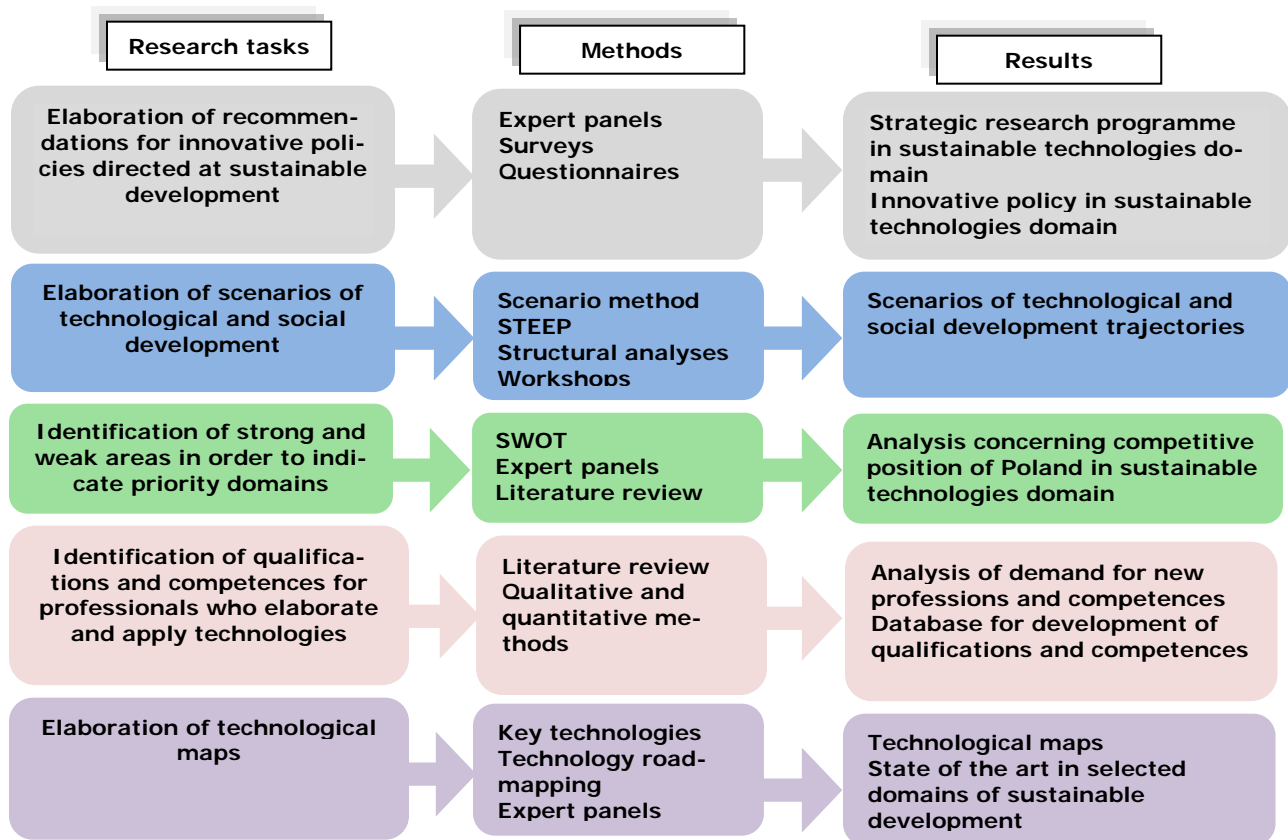 Research tasks
Methods
Results
Elaboration of recommen-
dations for innovative poli-
cies directed at sustainable
development
Expert panels
Surveys
Questionnaires
Strategic research programme
in sustainable technologies do-
main
Innovative policy in sustainable
technologies domain
Elaboration of scenarios of
technological and social
development
Scenario method
STEEP
Structural analyses
Workshops
Scenarios of technological and
social development trajectories
Identification of strong and
weak areas in order to indi-
cate priority domains
SWOT
Expert panels
Literature review
Analysis concerning competitive
position of Poland in sustainable
technologies domain
Identification of qualifica-
tions and competences for
professionals who elaborate
and apply technologies
Literature review
Qualitative and
quantitative me-
thods
Analysis of demand for new
professions and competences
Database for development of
qualifications and competences
Elaboration of technological
maps
Key technologies
Technology road-
mapping
Expert panels
Technological maps
State of the art in selected
domains of sustainable
development